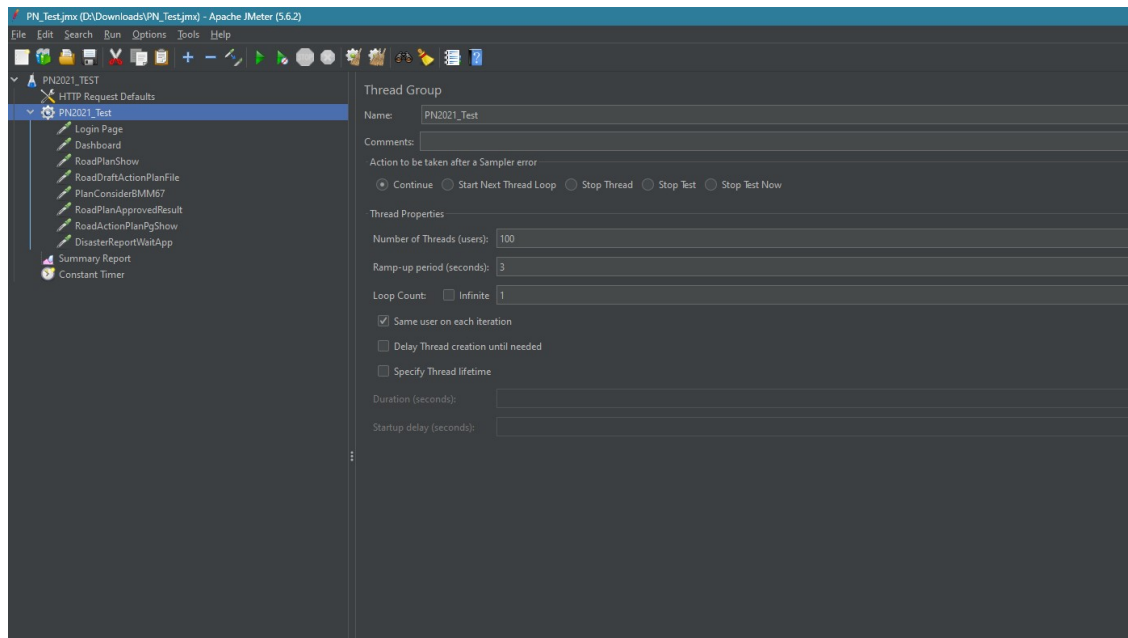 PN_Test.jmx (D:\Downloads\PN_Test.jmx) - Apache JMeter (5.6.2)
File Edit Search Run Options Tools Help
PN2021_TEST
HTTP Request Defaults
PN2021_Test
Login Page
Dashboard
RoadPlanShow
RoadDraftActionPlanFile
PlanConsiderBMM67
RoadPlanApprovedResult
RoadActionPlanPgShow
DisasterReportWaitApp
Summary Report
Constant Timer
Thread Group
Name: PN2021_Test
Comments:
Action to be taken after a Sampler error
Continue Start Next Thread Loop Stop Thread Stop Test Stop Test Now
Thread Properties
Number of Threads (users): 100
Ramp-up period (seconds): 3
Loop Count: Infinite 1
Same user on each iteration
Delay Thread creation until needed
Specify Thread lifetime
Duration (seconds):
Startup delay (seconds):